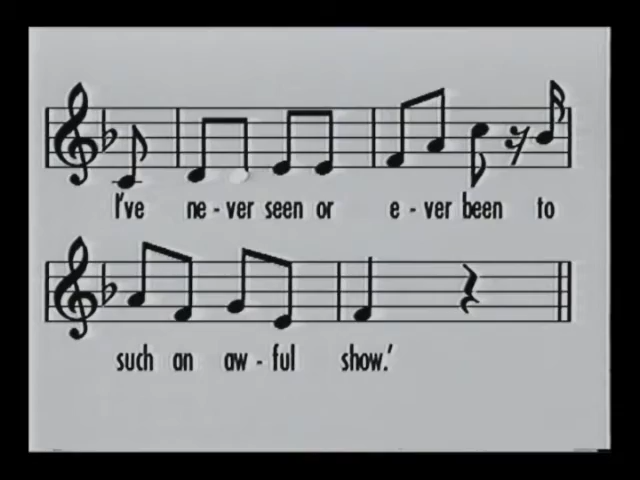 I've ne - ver seen or e - ver been to
such an aw - ful show.'